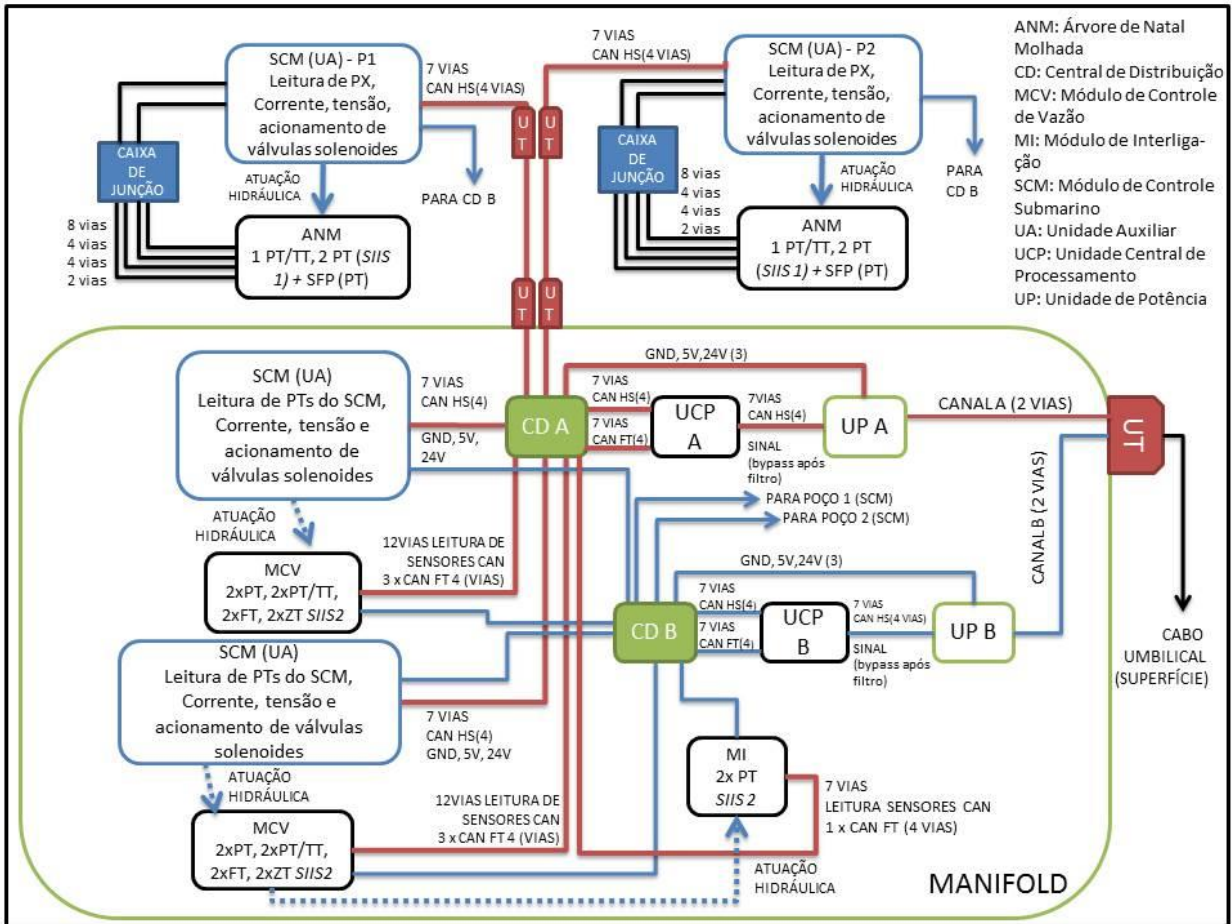 SCM (UA) - P1
Leitura de PX,
Corrente, tensão,
acionamento de
válvulas solenoides
7 VIAS
CAN HS(4 VIAS)
CAIXA
DE
JUNÇÃO
ATUAÇÃO
HIDRÁULICA
PARA CD B
8 vias
4 vias
4 vias
2 vias
ANM
1 PT/TT, 2 PT (SIIS
1) + SFP (PT)
UT
UT
UT
UT
7 VIAS
CAN HS(4 VIAS)
SCM (UA) - P2
Leitura de PX,
Corrente, tensão,
acionamento de
válvulas solenoides
CAIXA
DE
JUNÇÃO
ATUAÇÃO
HIDRÁULICA
PARA
CD B
8 vias
4 vias
4 vias
2 vias
ANM
1 PT/TT, 2 PT
(SIIS 1) + SFP (PT)
ANM: Árvore de Natal
Molhada
CD: Central de Distribuição
MCV: Módulo de Controle
de Vazão
MI: Módulo de Interliga-
ção
SCM: Módulo de Controle
Submarino
UA: Unidade Auxiliar
UCP: Unidade Central de
Processamento
UP: Unidade de Potência
SCM (UA)
Leitura de PTs do SCM,
Corrente, tensão e
acionamento de
válvulas solenoides
7 VIAS
CAN HS(4)
GND, 5V,
24V
CD A
GND, 5V,24V (3)
7 VIAS
CAN HS(4)
7 VIAS
CAN FT(4)
UCP
A
7VIAS
CAN HS(4)
SINAL
(bypass após
filtro)
UP A
CANAL A (2 VIAS)
UT
CANAL B (2 VIAS)
CABO
UMBILICAL
(SUPERFÍCIE)
ATUAÇÃO
HIDRÁULICA
MCV
2xPT, 2xPT/TT,
2xFT, 2xZT SIIS2
12VIAS LEITURA DE
SENSORES CAN
3 x CAN FT 4 (VIAS)
PARA POÇO 1 (SCM)
PARA POÇO 2 (SCM)
GND, 5V,24V (3)
CD B
7 VIAS
CAN HS(4)
7 VIAS
CAN FT(4)
UCP
B
7 VIAS
CAN HS(4 VIAS)
SINAL
(bypass após
filtro)
UP B
SCM (UA)
Leitura de PTs do SCM,
Corrente, tensão e
acionamento de válvulas
solenoides
7 VIAS
CAN HS(4)
GND, 5V, 24V
ATUAÇÃO
HIDRÁULICA
MCV
2xPT, 2xPT/TT,
2xFT, 2xZT SIIS2
12VIAS LEITURA DE
SENSORES CAN
3 x CAN FT 4 (VIAS)
MI
2x PT
SIIS 2
7 VIAS
LEITURA SENSORES CAN
1 x CAN FT (4 VIAS)
ATUAÇÃO
HIDRÁULICA
MANIFOLD